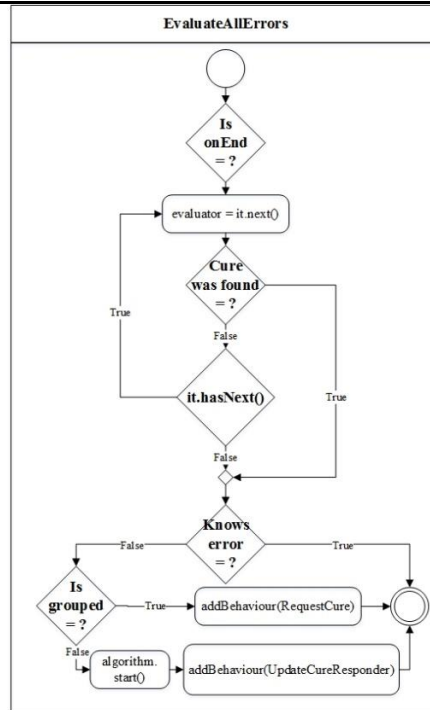 EvaluateAllErrors
Is
onEnd
= ?
evaluator = it.next()
Cure
was found
= ?
True
False
it.hasNext()
True
False
Knows
error
= ?
False
True
Is
grouped
= ?
True
addBehaviour(RequestCure)
False
algorithm.
start()
addBehaviour(UpdateCureResponder)